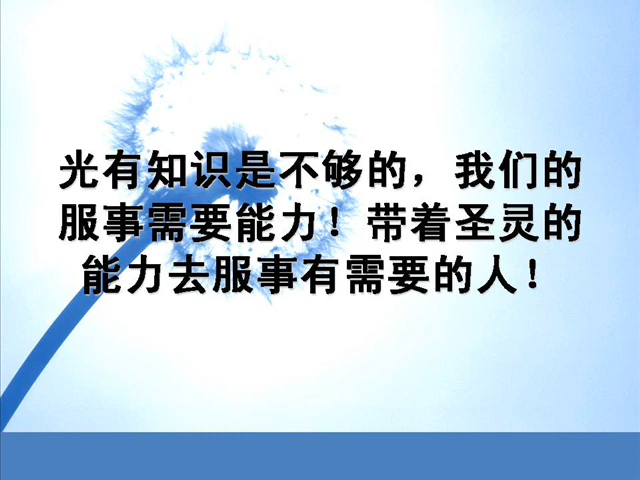 光有知识是不够的，我们的
服事需要能力！带着圣灵的
能力去服事有需要的人！